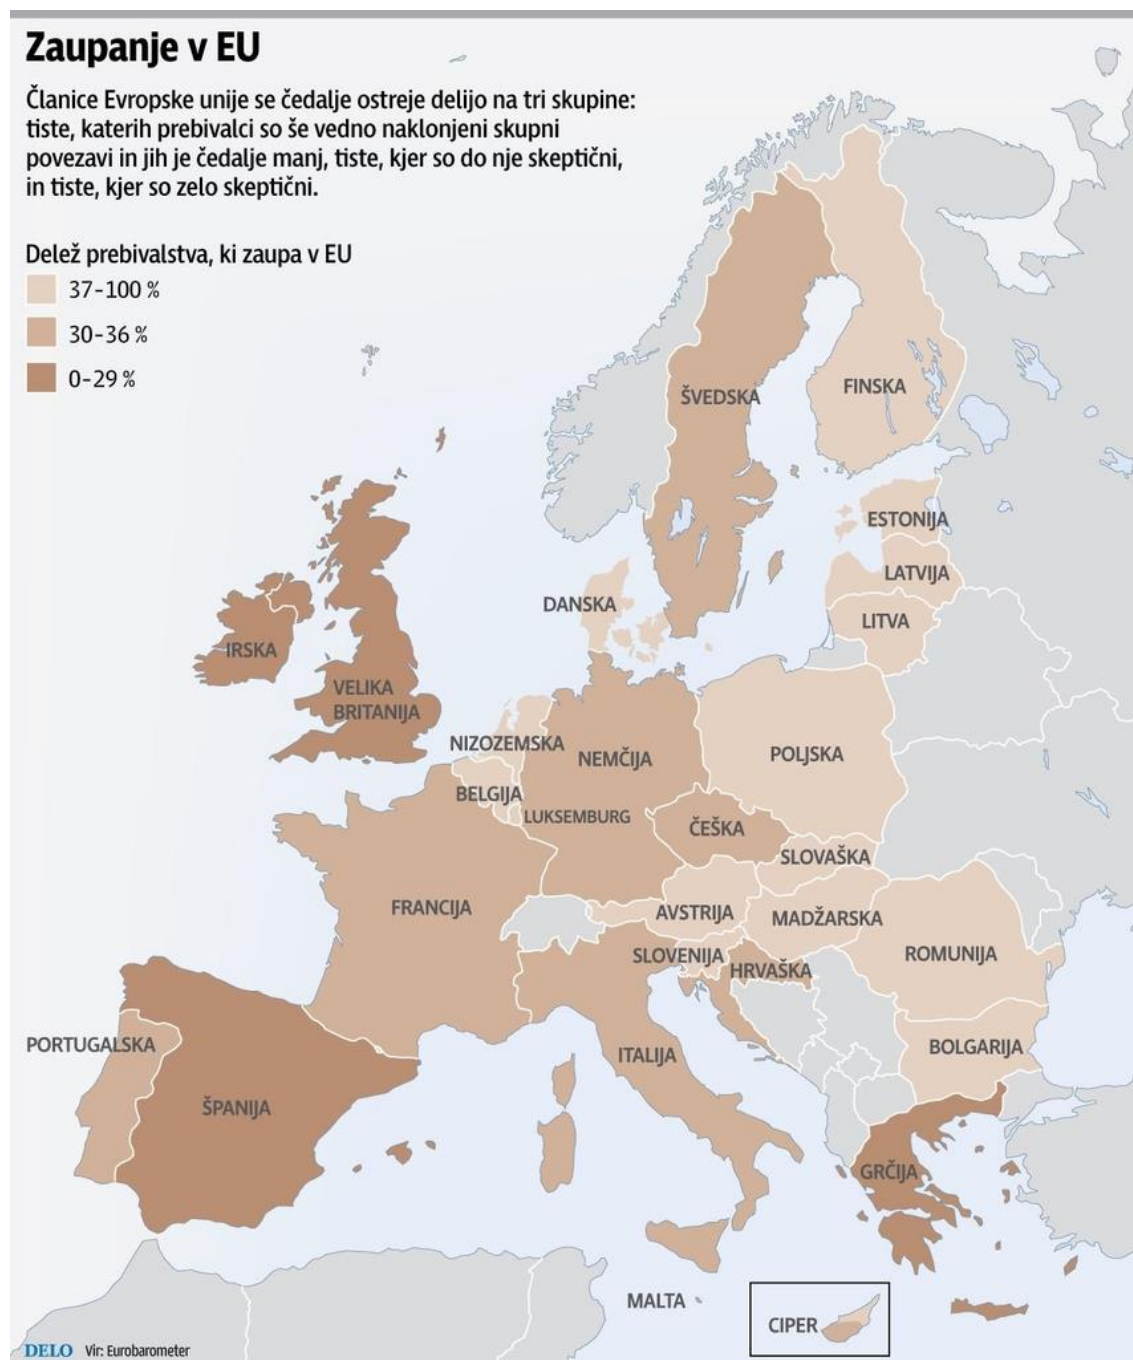 Zaupanje v EU
Članice Evropske unije se čedalje ostreje delijo na tri skupine:
tiste, katerih prebivalci so še vedno naklonjeni skupni
povezavi in jih je čedalje manj, tiste, kjer so do nje skeptični,
in tiste, kjer so zelo skeptični.
Delež prebivalstva, ki zaupa v EU
37-100 %
30-36 %
0-29 %
ŠVEDSKA
FINSKA
ESTONIJA
LATVIJA
DANSKA
LITVA
IRSKA
VELIKA
BRITANIJA
NIZOZEMSKA
NEMČIJA
POLJSKA
BELGIJA
LUKSEMBURG
ČEŠKA
SLOVAŠKA
FRANCIJA
AVSTRIJA
MADŽARSKA
SLOVENIJA
HRVAŠKA
ROMUNIJA
PORTUGALSKA
ITALIJA
BOLGARIJA
ŠPANIJA
GRČIJA
MALTA
CIPER
DELO Vir: Eurobarometer